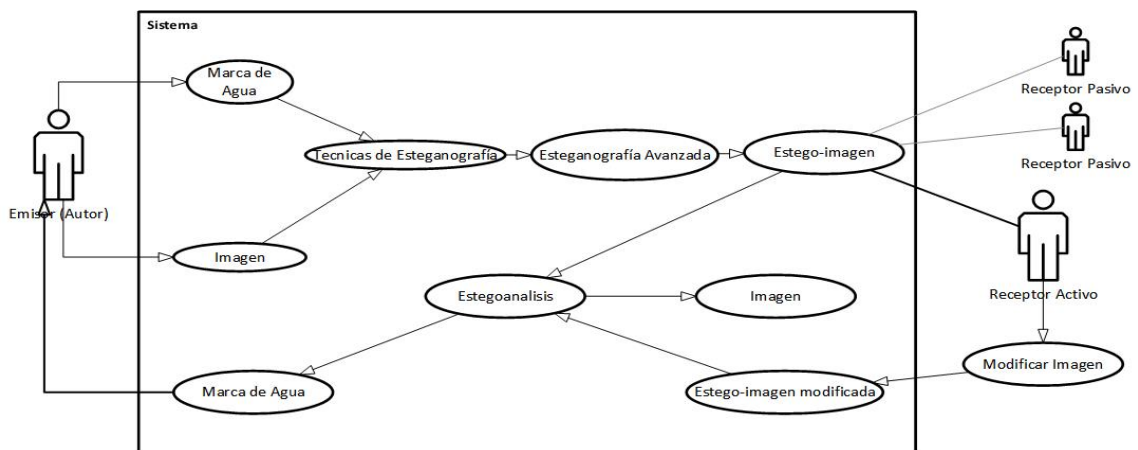 Sistema
Marca de
Agua
Receptor Pasivo
Tecnicas de Esteganografía
Esteganografía Avanzada
Estego-imagen
Receptor Pasivo
Emisor (Autor)
Imagen
Estegoanalisis
Imagen
Receptor Activo
Marca de Agua
Estego-imagen modificada
Modificar Imagen